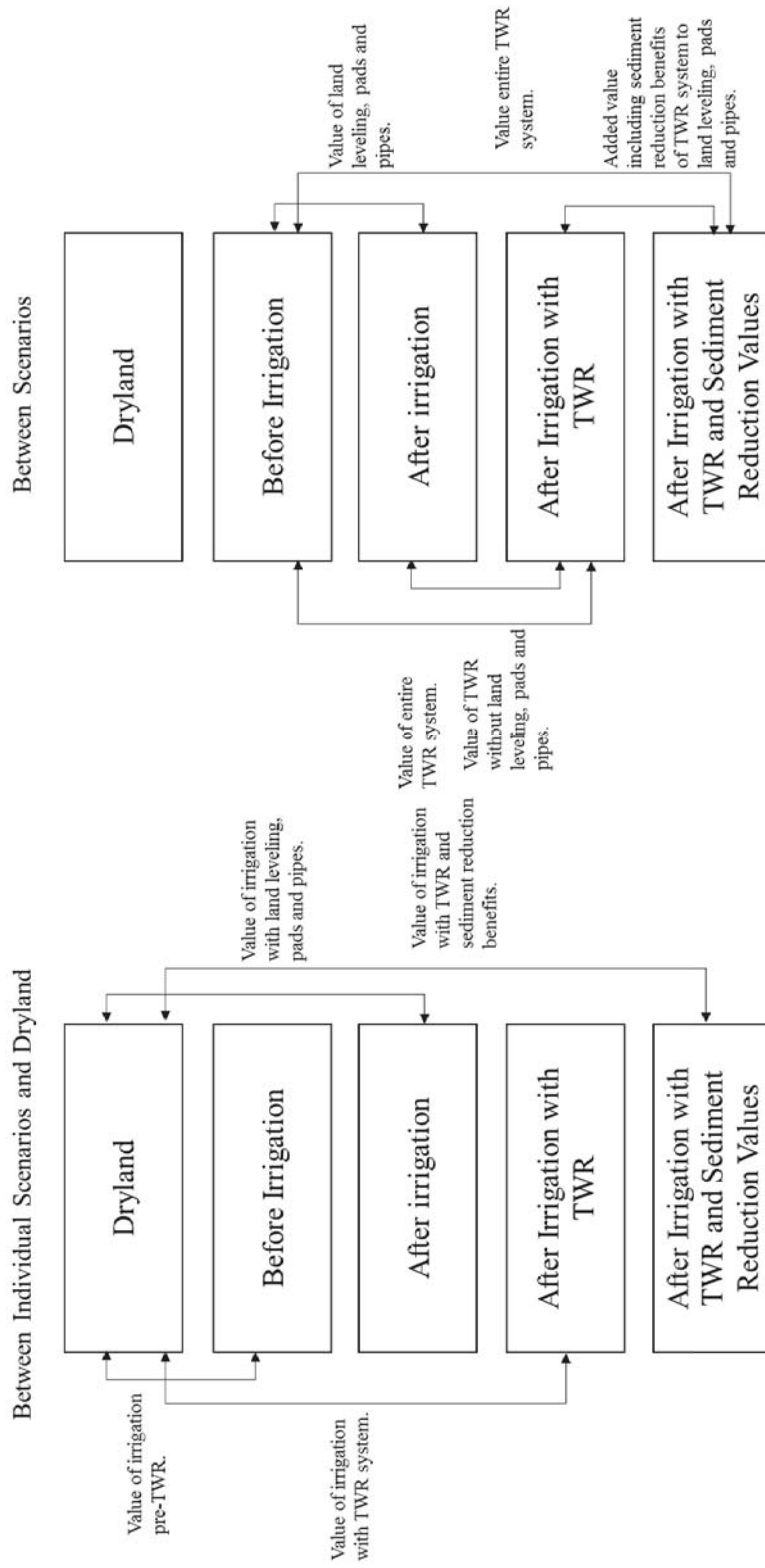 Between Individual Scenarios and Dryland
Value of irrigation
pre-TWR.
Value of irrigation
with TWR system.
Dryland
Before Irrigation
After irrigation
After Irrigation with
TWR
After Irrigation with
TWR and Sediment
Reduction Values
Value of irrigation
with land leveling,
pads and pipes.
Value of irrigation
with TWR and
sediment reduction
benefits.
Between Scenarios
Value of entire
TWR system.
Value of TWR
without land
leveling, pads and
pipes.
Dryland
Before Irrigation
After irrigation
After Irrigation with
TWR
After Irrigation with
TWR and Sediment
Reduction Values
Value of land
leveling, pads and
pipes.
Value entire TWR
system.
Added value
including sediment
reduction benefits
of TWR system to
land leveling, pads
and pipes.